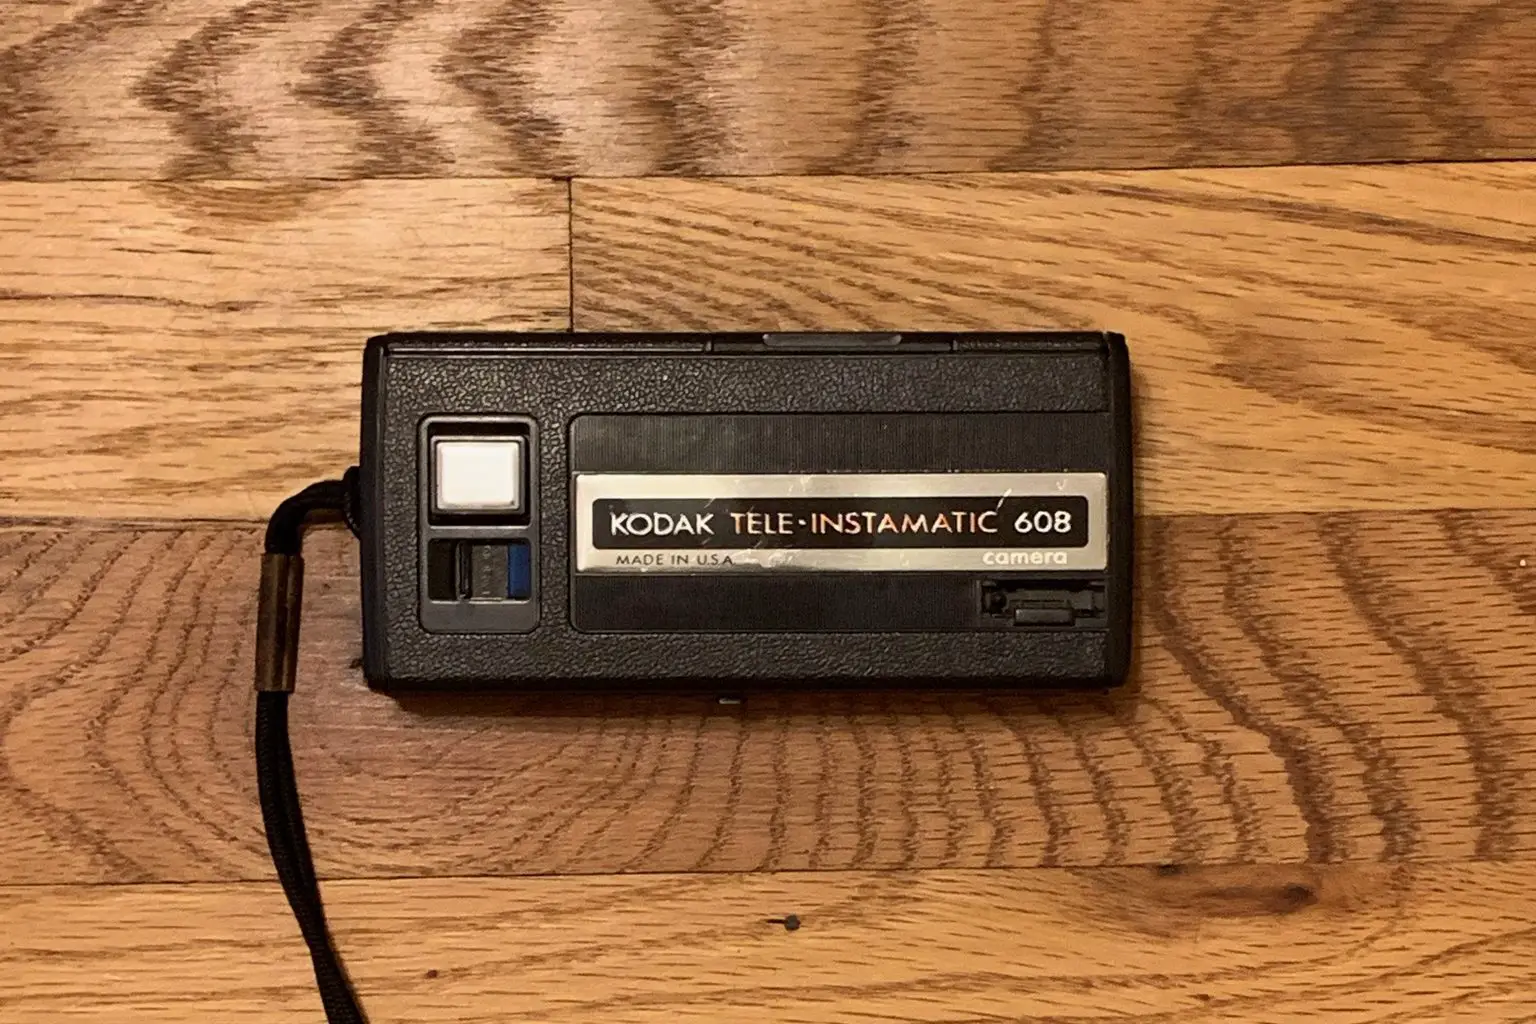 KODAK TELE·INSTAMATIC 608
MADE IN U.S.A. camera